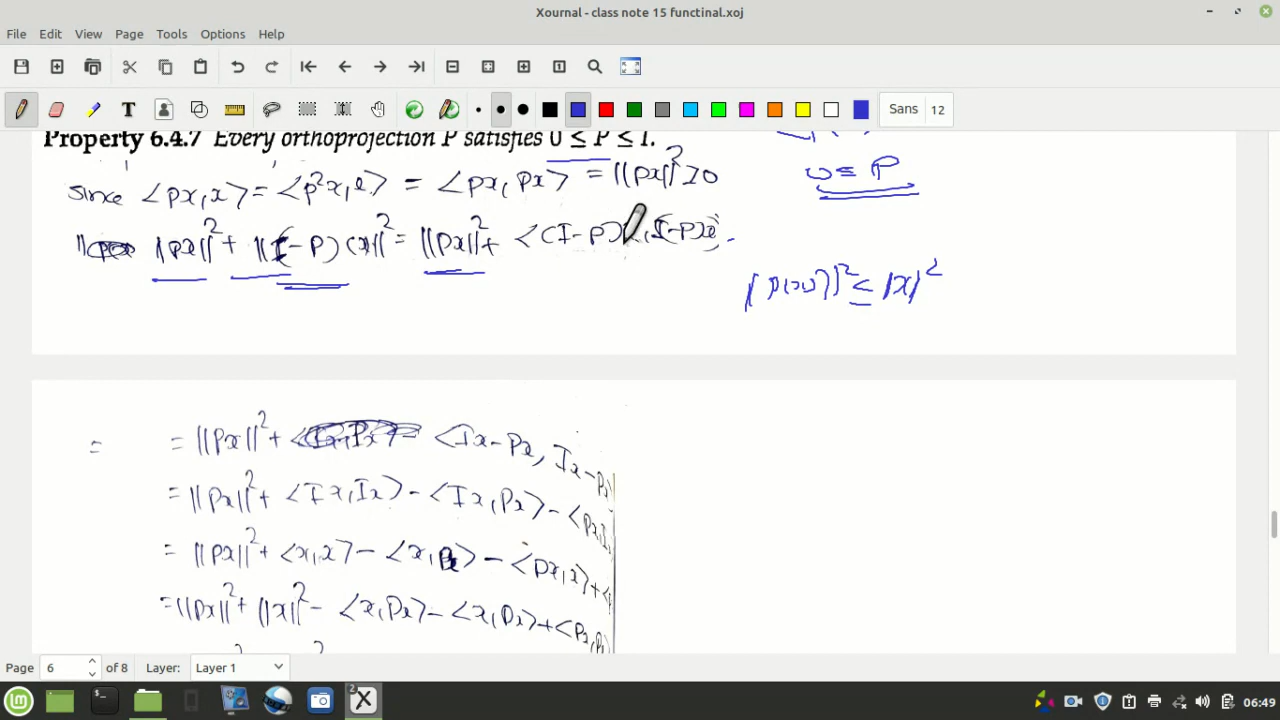 Xournal - class note 15 functinal.xoj
File Edit View Page Tools Options Help
Sans 12
Property 6.4.7 Every orthoprojection P satisfies 0 ≤ P ≤ I.
since <px,x> = <p²x,x> = <px,px> = ||px||² ≥0
||px||² + ||(I-P)(x)||² = ||px||² + <(I-P)x,(I-P)x>
||P(x)||² ≤ |x|²
= = ||Px||² + <Ix-Px, Ix-Px>
= ||Px||² + <Ix,Ix> - <Ix,Px> - <Px,I
= ||Px||² + <x,x> - <x,Px> - <Px,x> + <
= ||Px||² + ||x||² - <x,Px> - <x,Px> + <Px,Px
Page 6 of 8 Layer: Layer 1
06:49